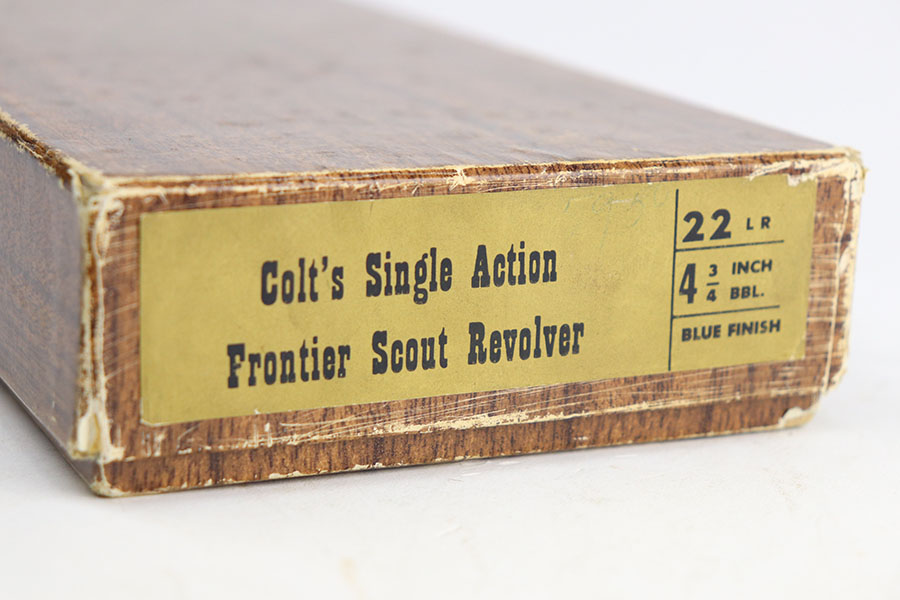 Colt's Single Action
Frontier Scout Revolver
22 LR
4 3/4 INCH BBL.
BLUE FINISH